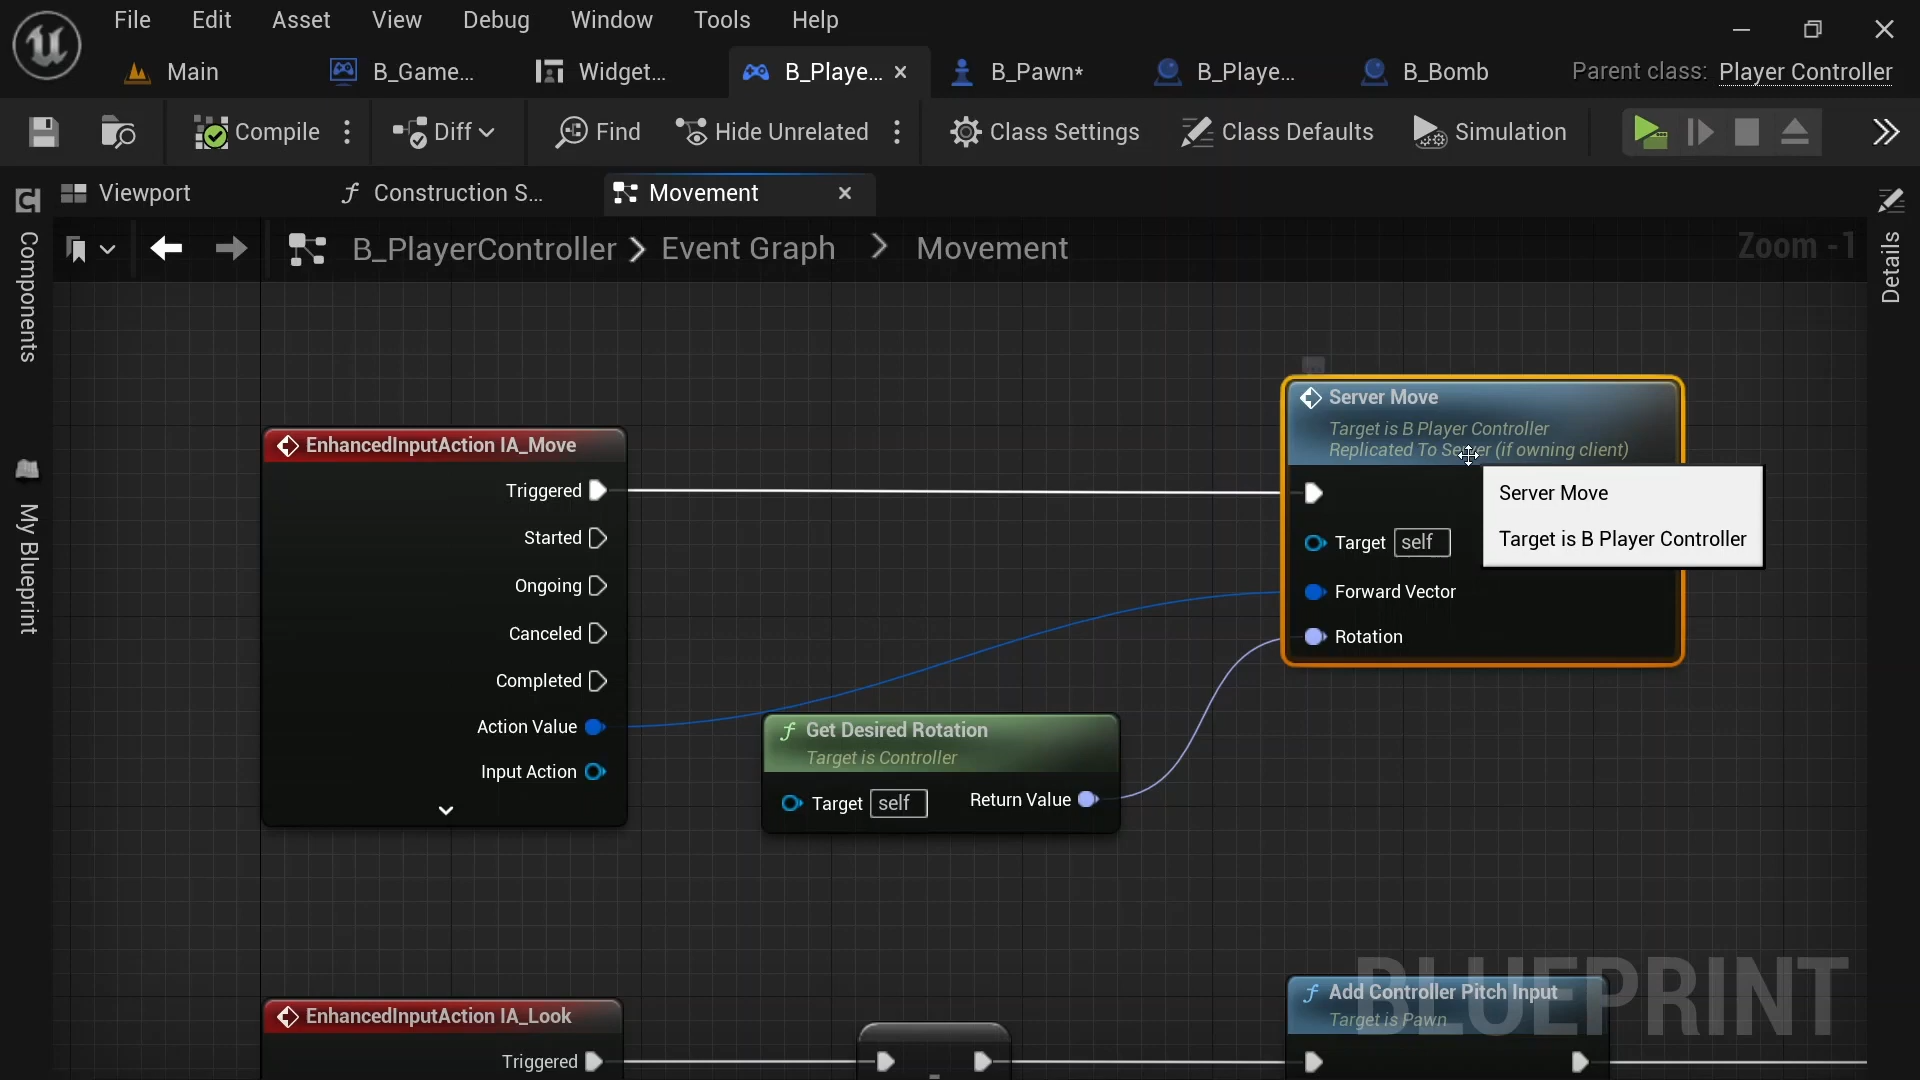 File Edit Asset View Debug Window Tools Help
Main B_Game... Widget... B_Playe... B_Pawn* B_Playe... B_Bomb Parent class: Player Controller
Compile Diff Find Hide Unrelated Class Settings Class Defaults Simulation
Viewport Construction S... Movement
B_PlayerController Event Graph Movement Zoom -1
Components
My Blueprint
Details
EnhancedInputAction IA_Move
Triggered
Started
Ongoing
Canceled
Completed
Action Value
Input Action
Get Desired Rotation
Target is Controller
Target self Return Value
Server Move
Target is B Player Controller
Replicated To Server (if owning client)
Target self
Forward Vector
Rotation
Server Move
Target is B Player Controller
EnhancedInputAction IA_Look
Triggered
Add Controller Pitch Input
Target is Pawn
BLUEPRINT